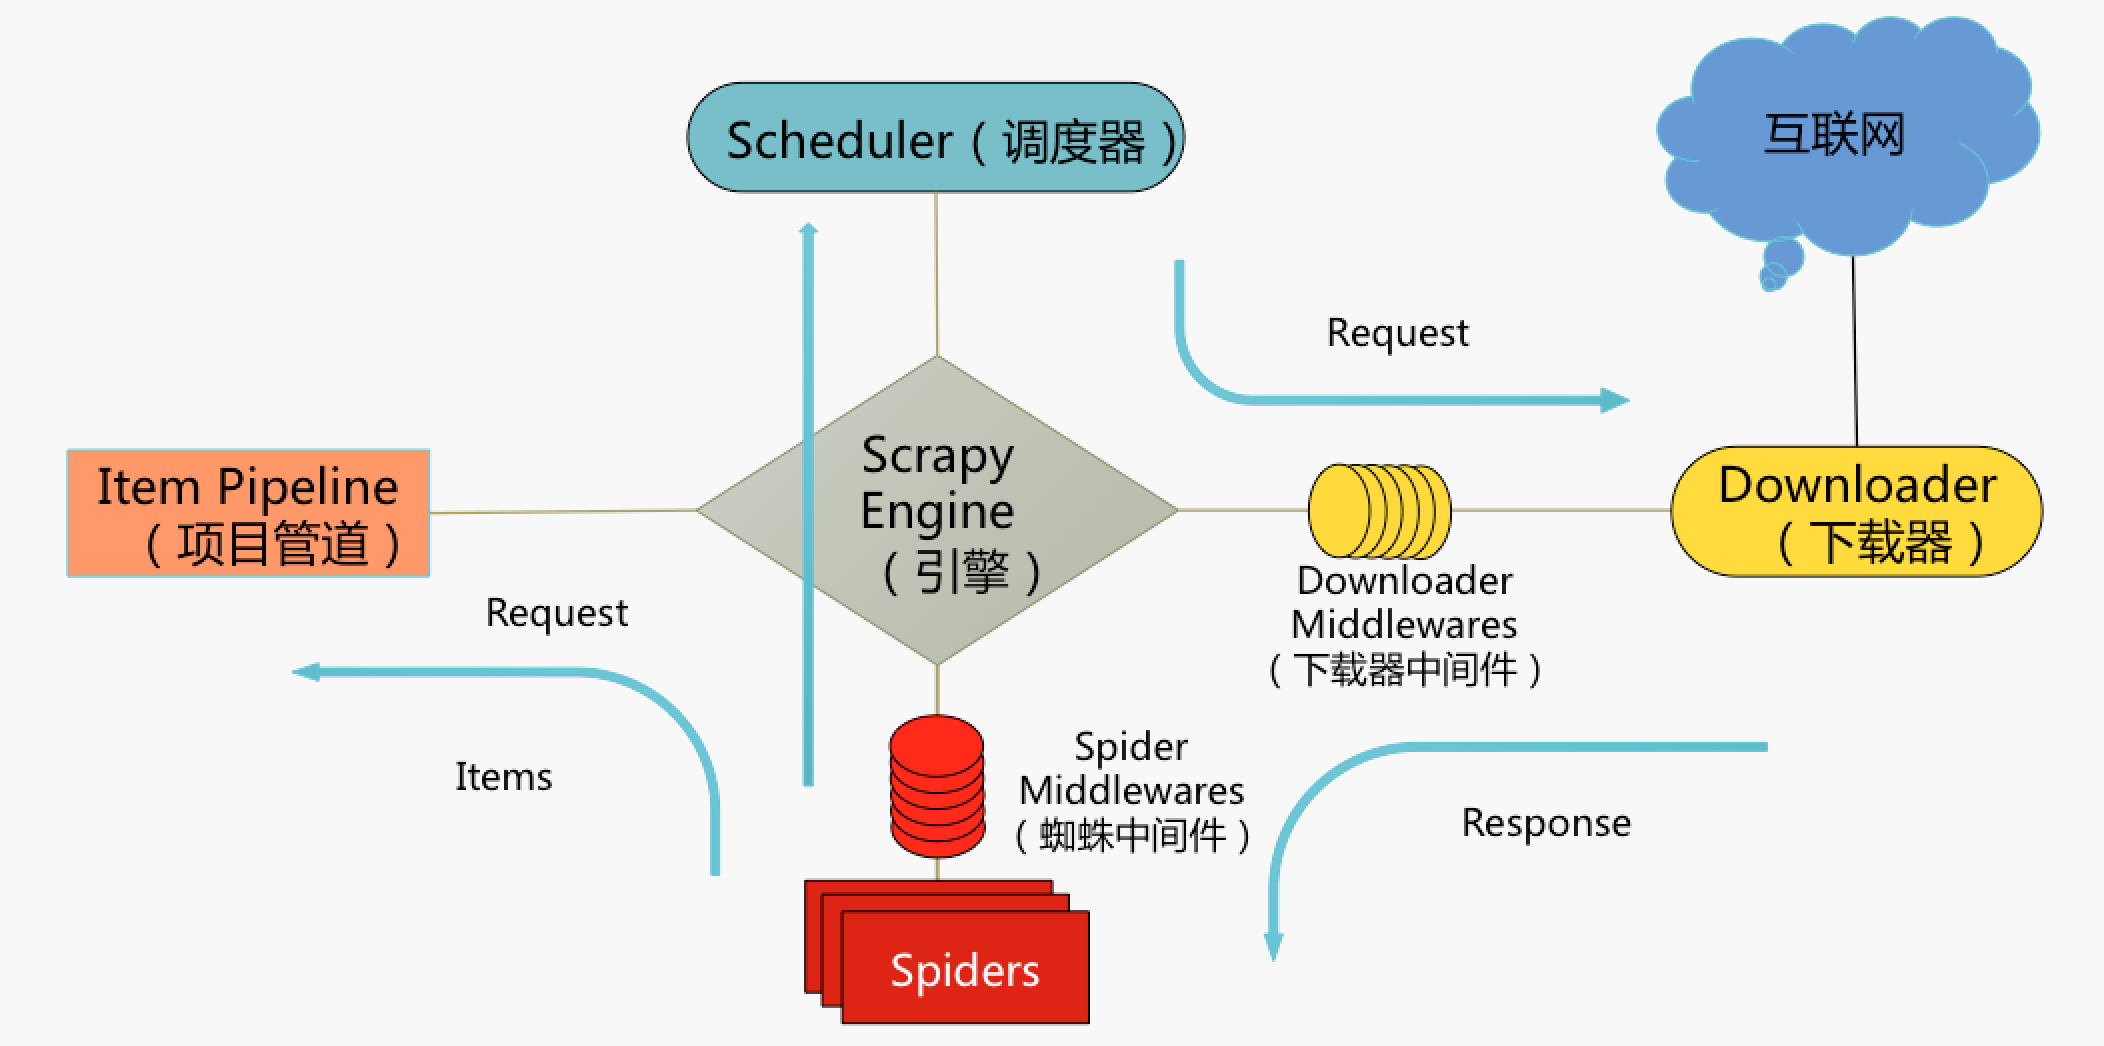 互联网
Scheduler（调度器）
Request
Scrapy
Engine
（引擎）
Item Pipeline
（项目管道）
Downloader
（下载器）
Downloader
Middlewares
（下载器中间件）
Request
Items
Spider
Middlewares
（蜘蛛中间件）
Response
Spiders